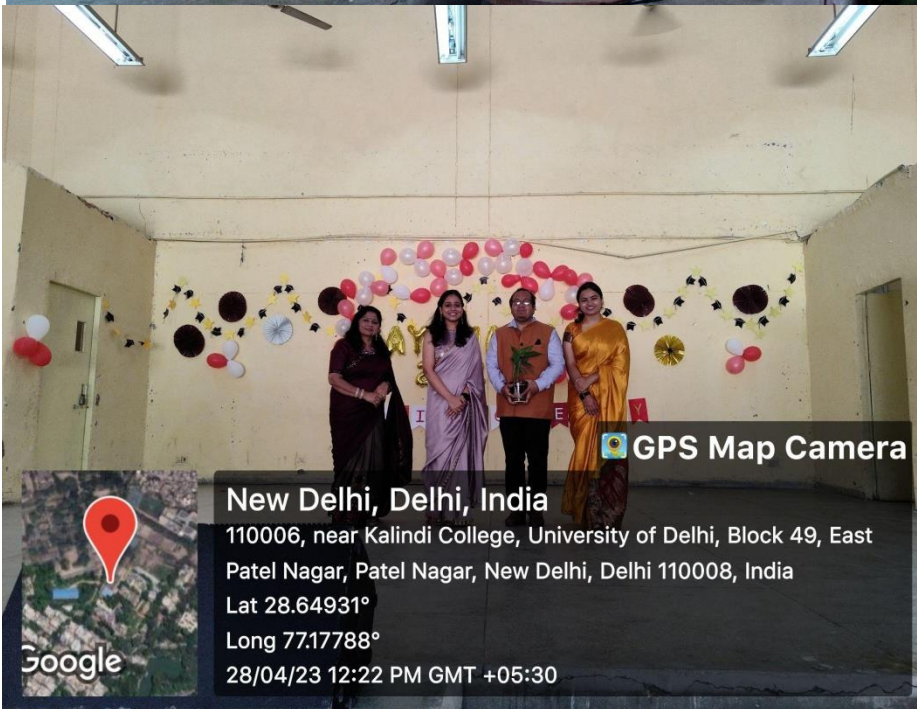 GPS Map Camera
New Delhi, Delhi, India
110006, near Kalindi College, University of Delhi, Block 49, East
Patel Nagar, Patel Nagar, New Delhi, Delhi 110008, India
Lat 28.64931°
Long 77.17788°
28/04/23 12:22 PM GMT +05:30
Google